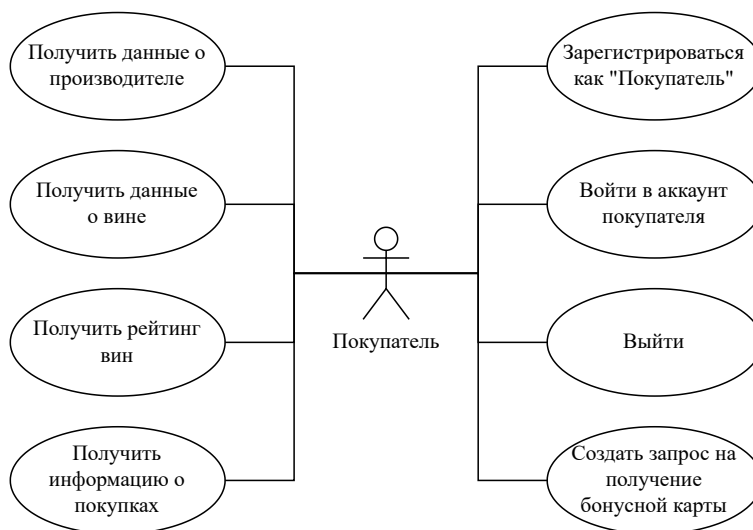 Получить данные о
производителе
Получить данные
о вине
Получить рейтинг
вин
Получить
информацию о
покупках
Покупатель
Зарегистрироваться
как "Покупатель"
Войти в аккаунт
покупателя
Выйти
Создать запрос на
получение
бонусной карты